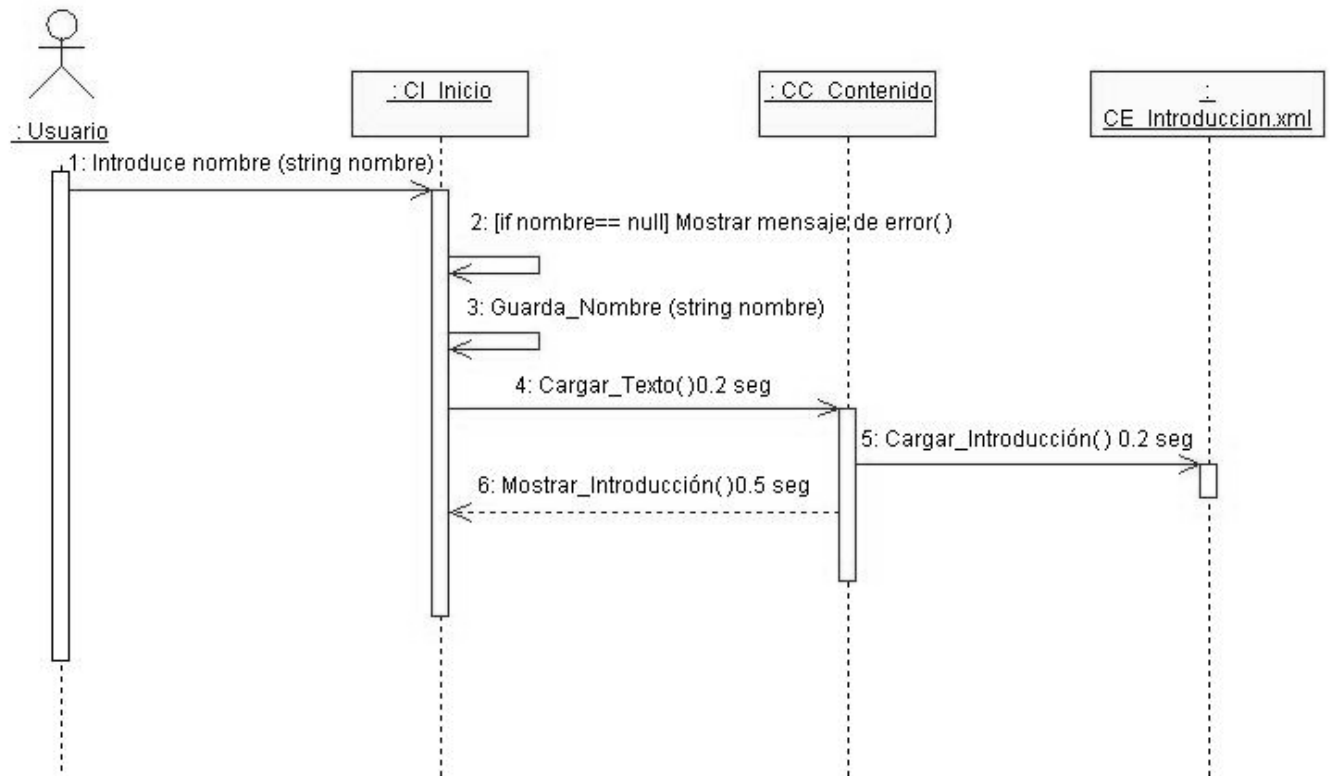 : Usuario
: CI_Inicio
: CC_Contenido
:
CE_Introduccion.xml
1: Introduce nombre (string nombre)
2: [if nombre== null] Mostrar mensaje de error( )
3: Guarda_Nombre (string nombre)
4: Cargar_Texto( )0.2 seg
5: Cargar_Introducción( ) 0.2 seg
6: Mostrar_Introducción( )0.5 seg